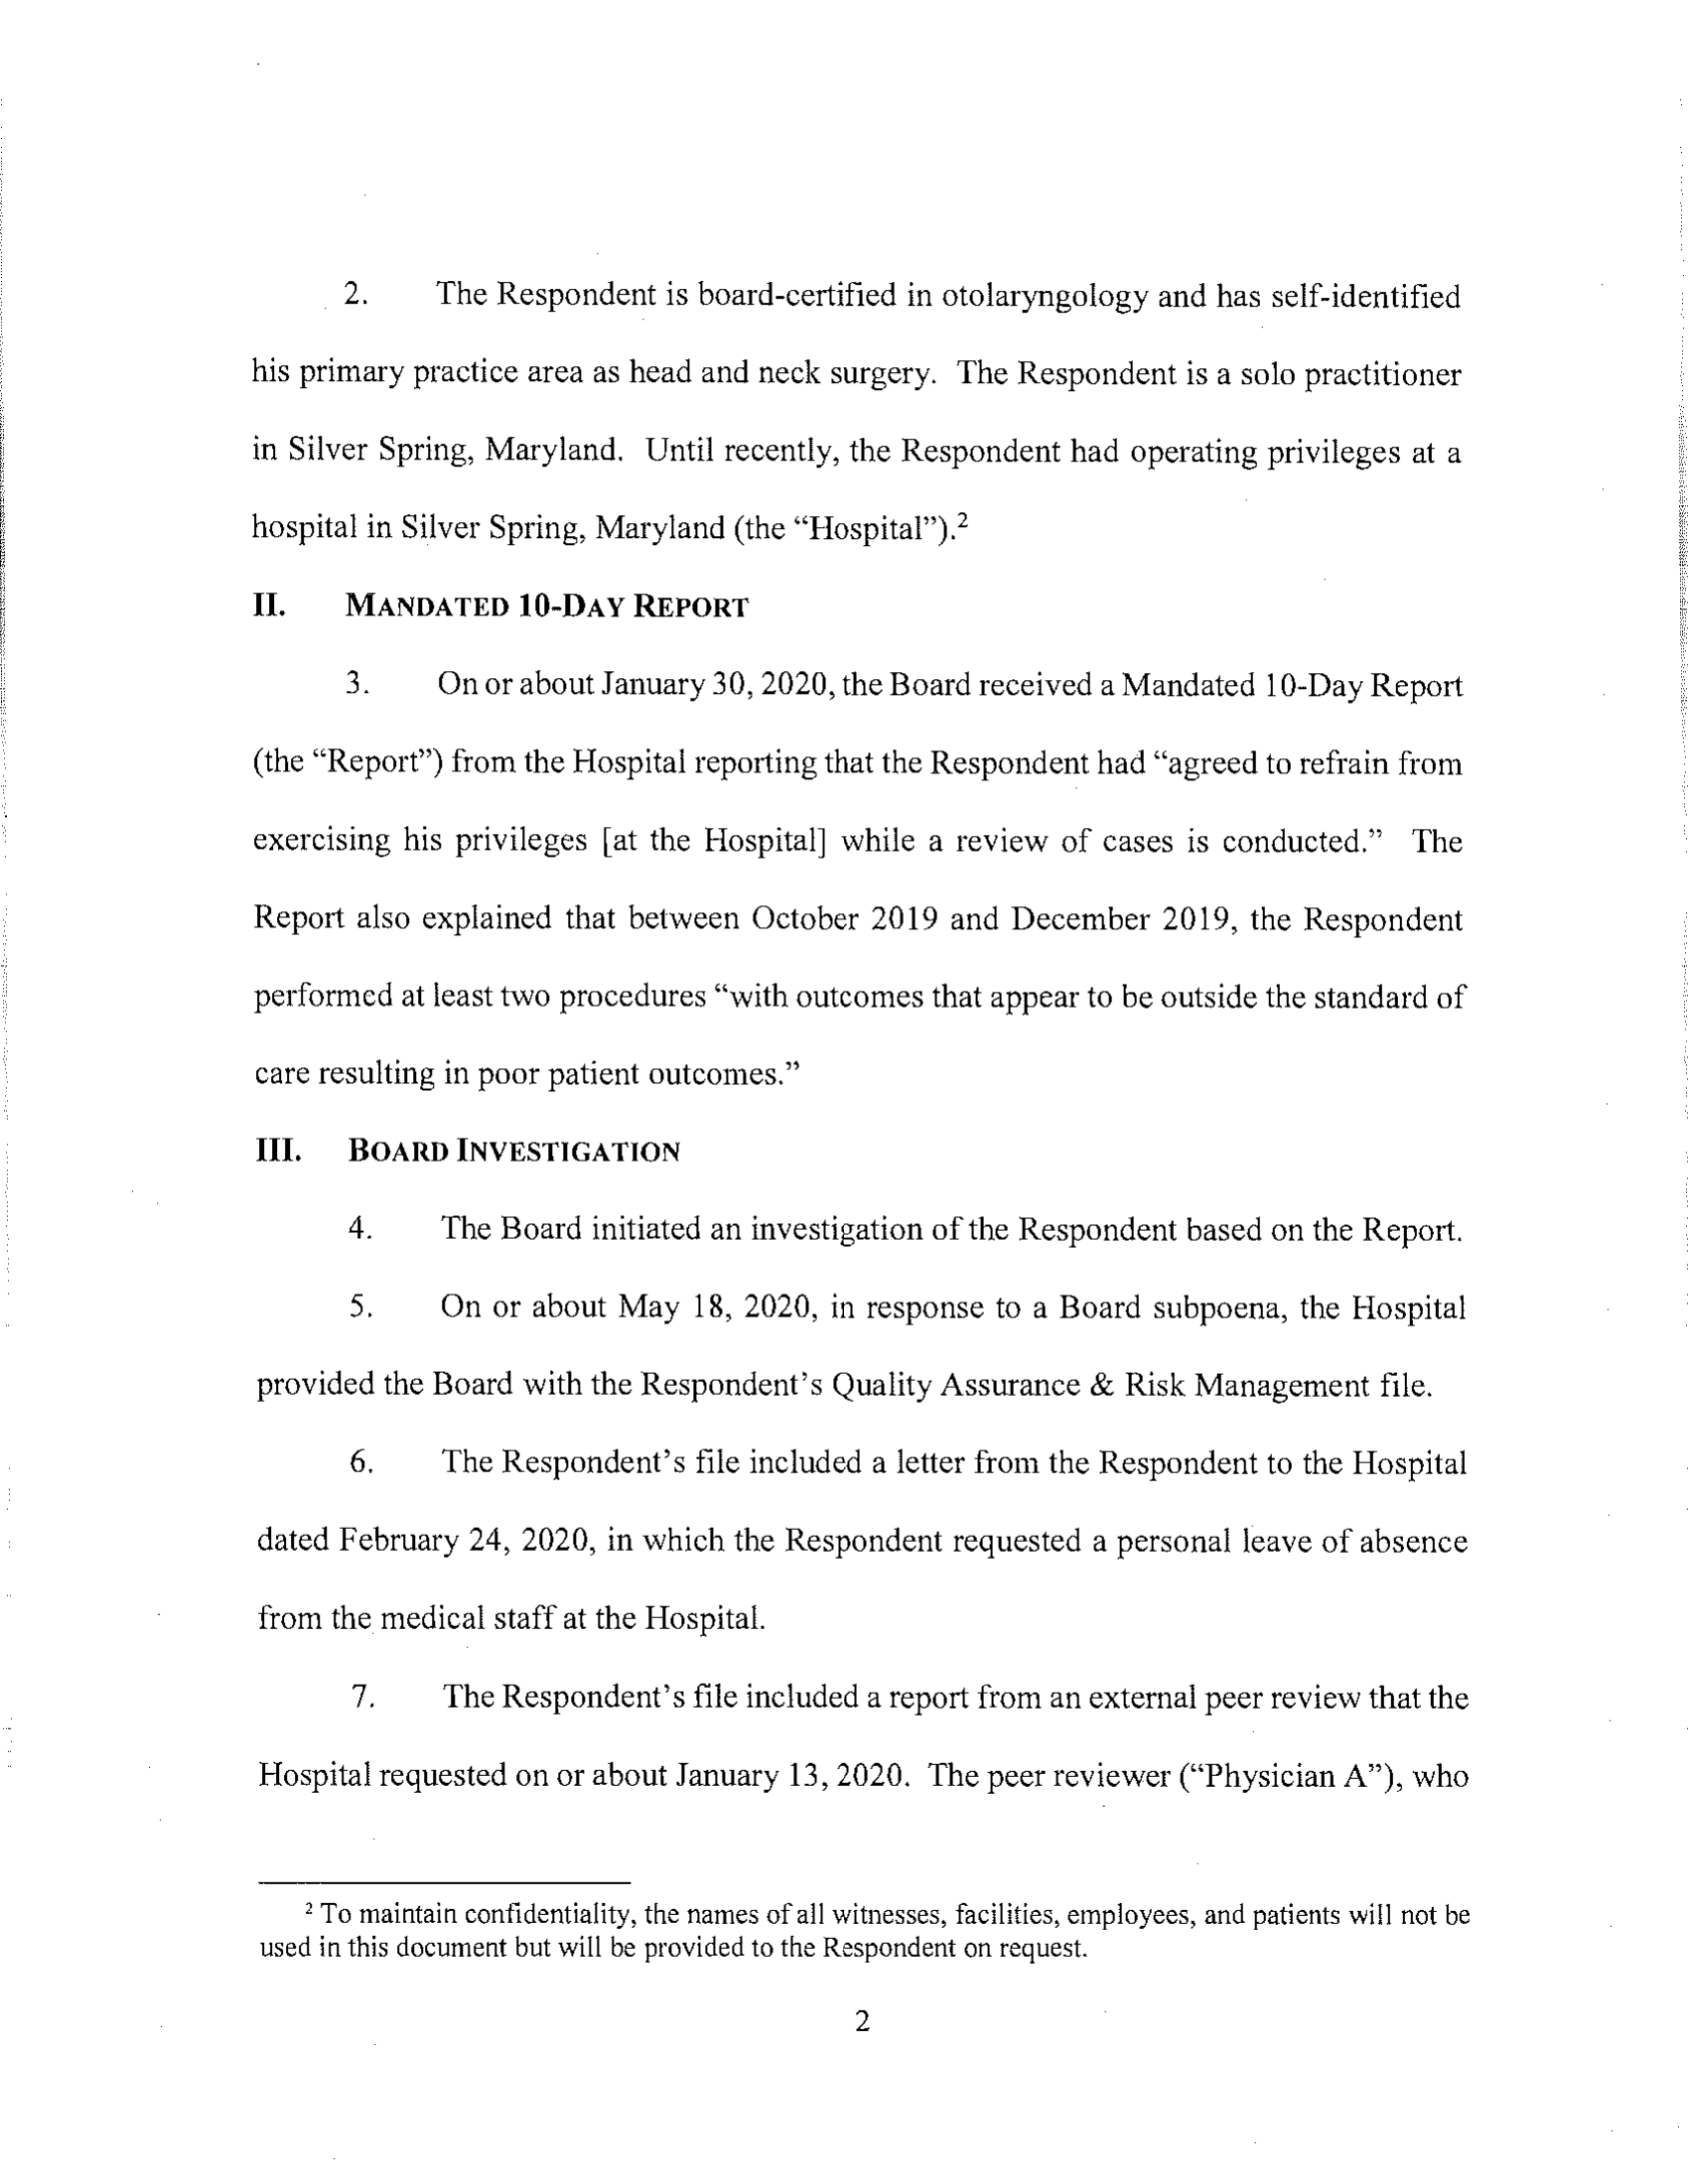 2. The Respondent is board-certified in otolaryngology and has self-identified
his primary practice area as head and neck surgery. The Respondent is a solo practitioner
in Silver Spring, Maryland. Until recently, the Respondent had operating privileges at a
hospital in Silver Spring, Maryland (the “Hospital”).²
II. MANDATED 10-DAY REPORT
3. On or about January 30, 2020, the Board received a Mandated 10-Day Report
(the “Report”) from the Hospital reporting that the Respondent had “agreed to refrain from
exercising his privileges [at the Hospital] while a review of cases is conducted.” The
Report also explained that between October 2019 and December 2019, the Respondent
performed at least two procedures “with outcomes that appear to be outside the standard of
care resulting in poor patient outcomes.”
III. BOARD INVESTIGATION
4. The Board initiated an investigation of the Respondent based on the Report.
5. On or about May 18, 2020, in response to a Board subpoena, the Hospital
provided the Board with the Respondent’s Quality Assurance & Risk Management file.
6. The Respondent’s file included a letter from the Respondent to the Hospital
dated February 24, 2020, in which the Respondent requested a personal leave of absence
from the medical staff at the Hospital.
7. The Respondent’s file included a report from an external peer review that the
Hospital requested on or about January 13, 2020. The peer reviewer (“Physician A”), who
² To maintain confidentiality, the names of all witnesses, facilities, employees, and patients will not be
used in this document but will be provided to the Respondent on request.
2